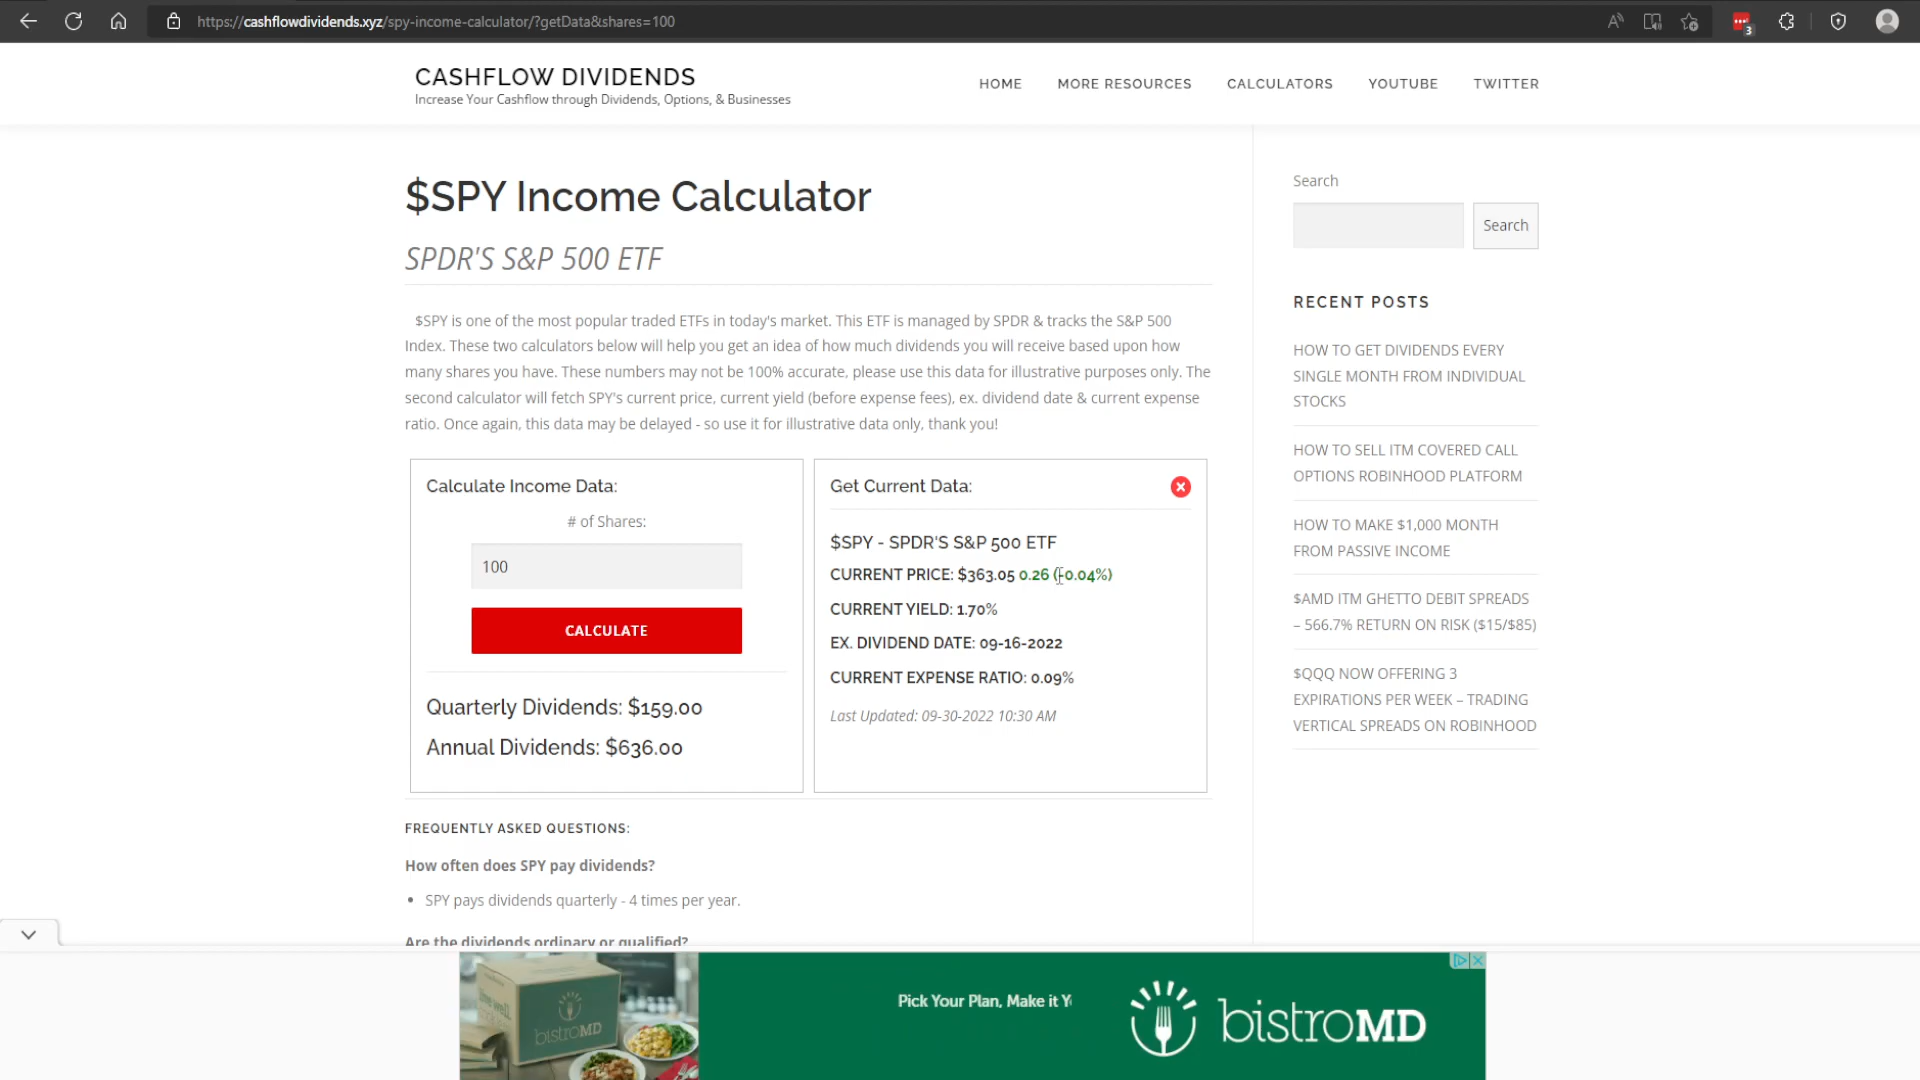 https://cashflowdividends.xyz/spy-income-calculator/?getData&shares=100
3
CASHFLOW DIVIDENDS
Increase Your Cashflow through Dividends, Options, & Businesses
HOME MORE RESOURCES CALCULATORS YOUTUBE TWITTER
$SPY Income Calculator
SPDR'S S&P 500 ETF
$SPY is one of the most popular traded ETFs in today's market. This ETF is managed by SPDR & tracks the S&P 500
Index. These two calculators below will help you get an idea of how much dividends you will receive based upon how
many shares you have. These numbers may not be 100% accurate, please use this data for illustrative purposes only. The
second calculator will fetch SPY's current price, current yield (before expense fees), ex. dividend date & current expense
ratio. Once again, this data may be delayed - so use it for illustrative data only, thank you!
Calculate Income Data:
# of Shares:
100
CALCULATE
Quarterly Dividends: $159.00
Annual Dividends: $636.00
Get Current Data:
$SPY - SPDR'S S&P 500 ETF
CURRENT PRICE: $363.05 0.26 (-0.04%)
CURRENT YIELD: 1.70%
EX. DIVIDEND DATE: 09-16-2022
CURRENT EXPENSE RATIO: 0.09%
Last Updated: 09-30-2022 10:30 AM
FREQUENTLY ASKED QUESTIONS:
How often does SPY pay dividends?
• SPY pays dividends quarterly - 4 times per year.
Are the dividends ordinary or qualified?
Search
Search
RECENT POSTS
HOW TO GET DIVIDENDS EVERY
SINGLE MONTH FROM INDIVIDUAL
STOCKS
HOW TO SELL ITM COVERED CALL
OPTIONS ROBINHOOD PLATFORM
HOW TO MAKE $1,000 MONTH
FROM PASSIVE INCOME
$AMD ITM GHETTO DEBIT SPREADS
– 566.7% RETURN ON RISK ($15/$85)
$QQQ NOW OFFERING 3
EXPIRATIONS PER WEEK – TRADING
VERTICAL SPREADS ON ROBINHOOD
bistroMD
Pick Your Plan, Make it Y
bistroMD